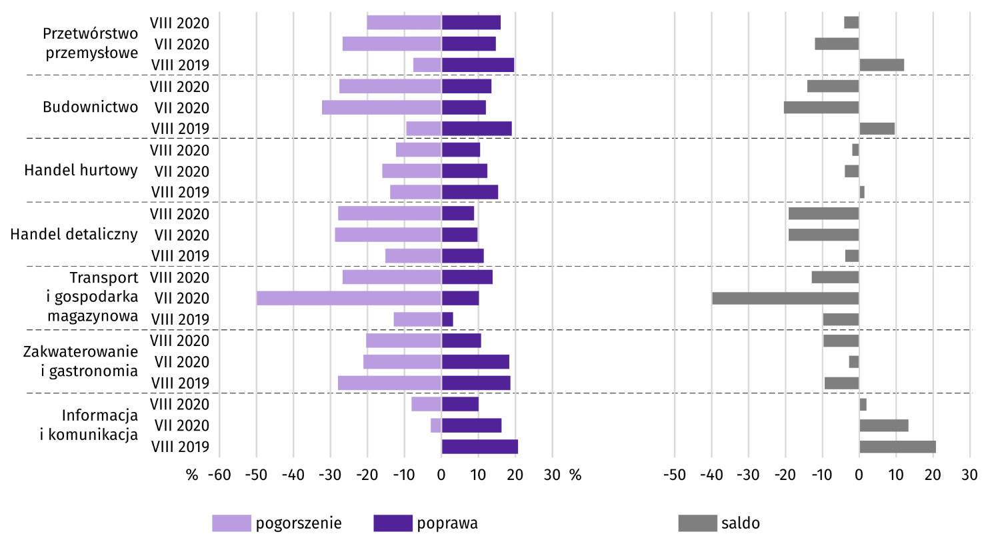 VIII 2020
Przetwórstwo
przemysłowe
VII 2020
VIII 2019
VIII 2020
Budownictwo
VII 2020
VIII 2019
VIII 2020
Handel hurtowy
VII 2020
VIII 2019
VIII 2020
Handel detaliczny
VII 2020
VIII 2019
Transport
i gospodarka
magazynowa
VIII 2020
VII 2020
VIII 2019
Zakwaterowanie
i gastronomia
VIII 2020
VII 2020
VIII 2019
Informacja
i komunikacja
VIII 2020
VII 2020
VIII 2019
% -60 -50 -40 -30 -20 -10 0 10 20 30 %
-50 -40 -30 -20 -10 0 10 20 30
pogorszenie
poprawa
saldo